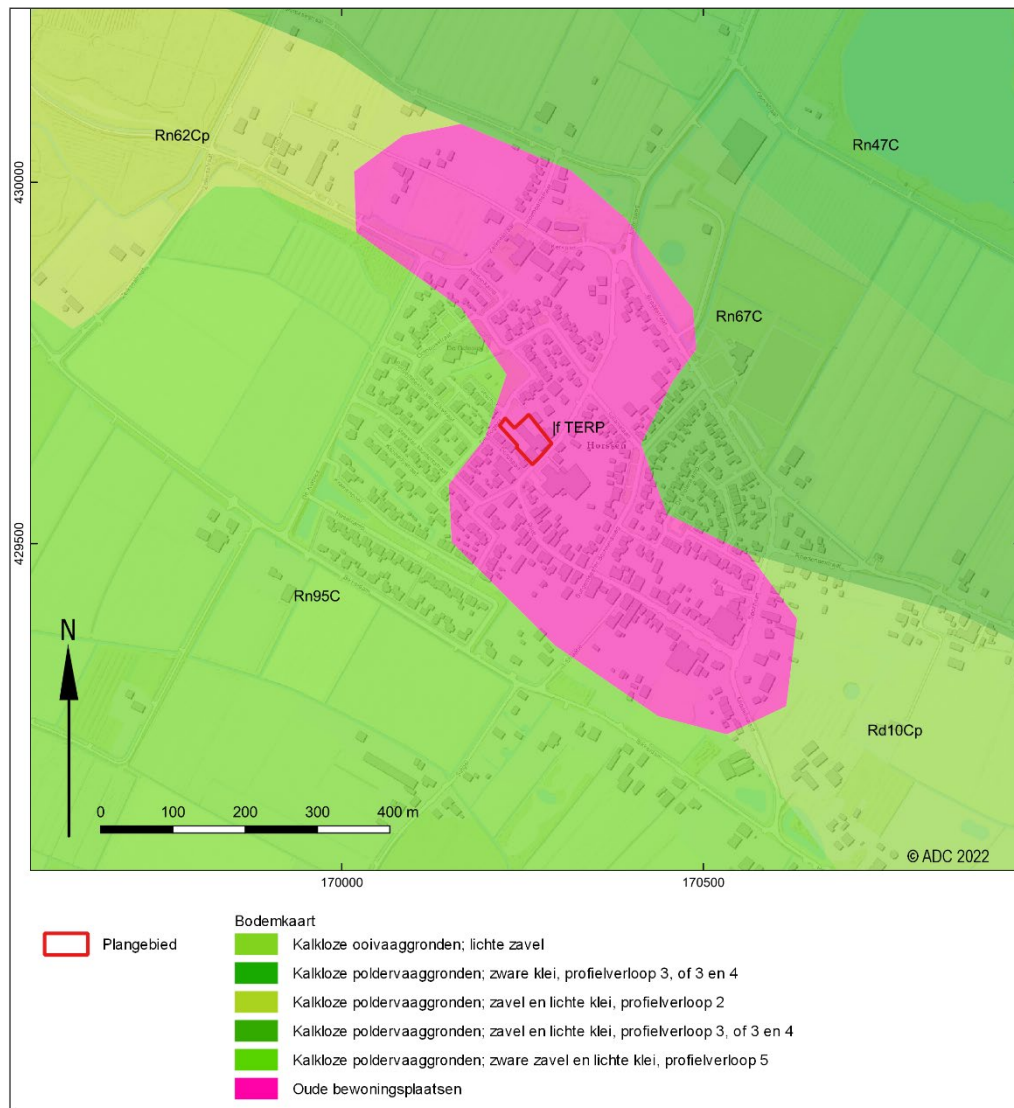 Rn62Cp
Rn47C
430000
Rn67C
|f TERP
Horssen
429500
Rn95C
N
Rd10Cp
0 100 200 300 400 m
© ADC 2022
170000 170500
Bodemkaart
Plangebied
Kalkloze ooivaaggronden; lichte zavel
Kalkloze poldervaaggronden; zware klei, profielverloop 3, of 3 en 4
Kalkloze poldervaaggronden; zavel en lichte klei, profielverloop 2
Kalkloze poldervaaggronden; zavel en lichte klei, profielverloop 3, of 3 en 4
Kalkloze poldervaaggronden; zware zavel en lichte klei, profielverloop 5
Oude bewoningsplaatsen